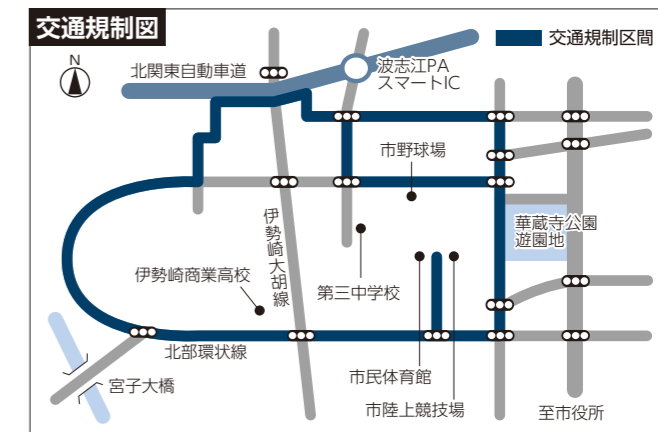 交通規制図
交通規制区間
N
北関東自動車道
波志江PA
スマートIC
市野球場
伊勢崎大胡線
華蔵寺公園
遊園地
伊勢崎商業高校
第三中学校
北部環状線
宮子大橋
市民体育館
市陸上競技場
至市役所